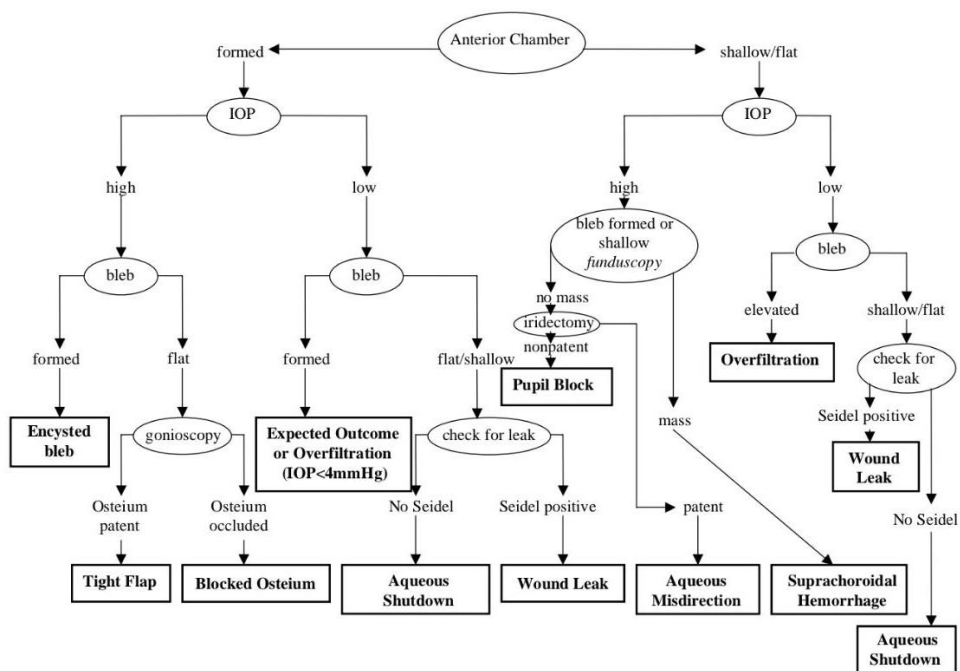 Anterior Chamber
formed
shallow/flat
IOP
IOP
high
low
high
low
bleb formed or
shallow
funduscopy
bleb
bleb
bleb
no mass
iridectomy
elevated
shallow/flat
formed
flat
formed
flat/shallow
nonpatent
Overfiltration
check for
leak
Pupil Block
Encysted
bleb
gonioscopy
Expected Outcome
or Overfiltration
(IOP<4mmHg)
check for leak
mass
Seidel positive
Wound
Leak
Osteium
patent
Osteium
occluded
No Seidel
Seidel positive
patent
No Seidel
Tight Flap
Blocked Osteium
Aqueous
Shutdown
Wound Leak
Aqueous
Misdirection
Suprachoroidal
Hemorrhage
Aqueous
Shutdown